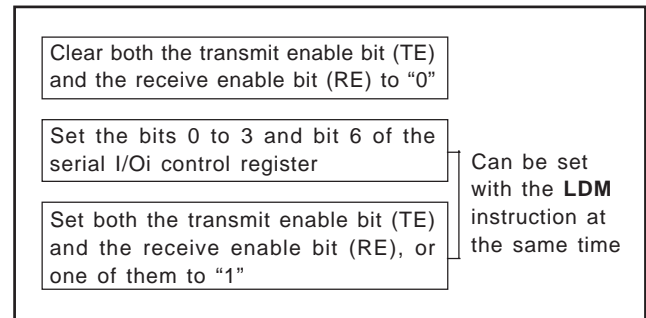 Clear both the transmit enable bit (TE)
and the receive enable bit (RE) to “0”
Set the bits 0 to 3 and bit 6 of the
serial I/Oi control register
Set both the transmit enable bit (TE)
and the receive enable bit (RE), or
one of them to “1”
Can be set
with the LDM
instruction at
the same time